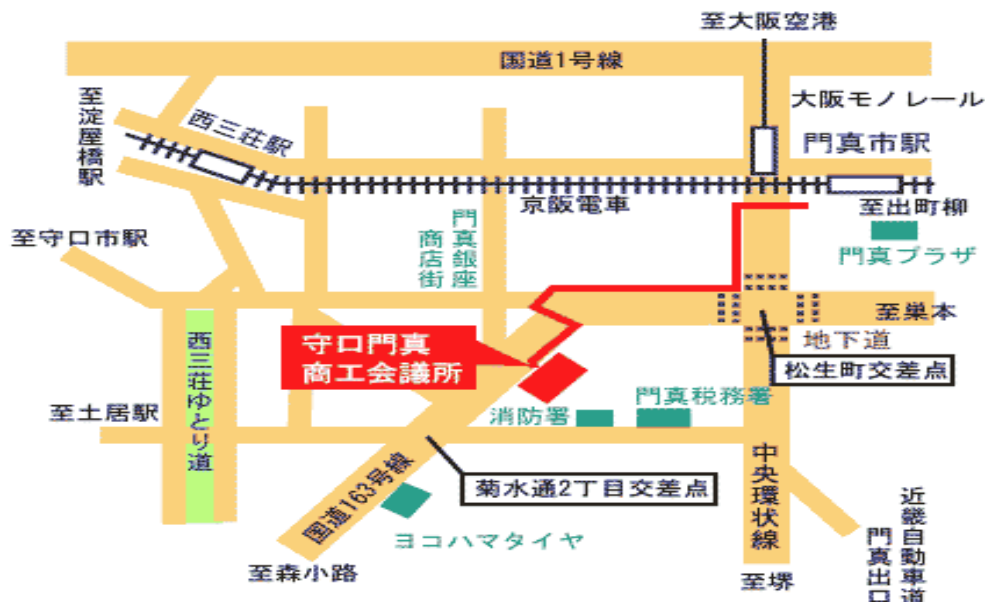 至大阪空港
国道1号線
大阪モノレール
至淀屋橋駅
西三荘駅
門真市駅
京阪電車
至出町柳
門真プラザ
至守口市駅
門真銀座
商店街
至巣本
地下道
松生町交差点
守口門真
商工会議所
西三荘ゆとり道
門真税務署
消防署
至土居駅
中央環状線
国道163号線
菊水通2丁目交差点
ヨコハマタイヤ
近畿自動車道
門真出口
至森小路
至堺